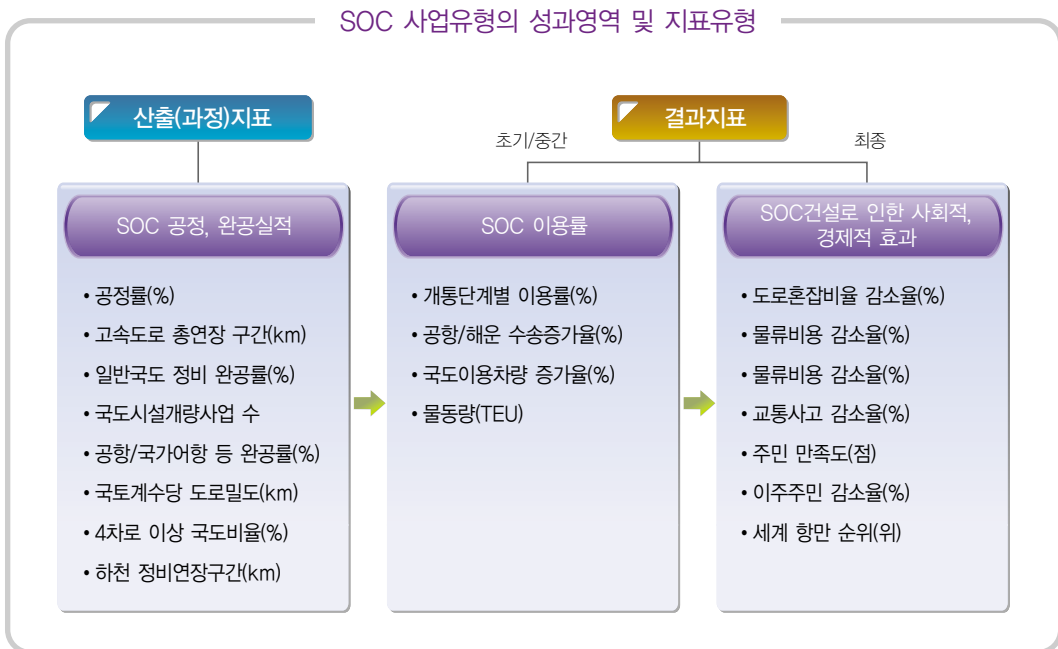 SOC 사업유형의 성과영역 및 지표유형
산출(과정)지표
결과지표
초기/중간
최종
SOC 공정, 완공실적
• 공정률(%)
• 고속도로 총연장 구간(km)
• 일반국도 정비 완공률(%)
• 국도시설개량사업 수
• 공항/국가어항 등 완공률(%)
• 국토계수당 도로밀도(km)
• 4차로 이상 국도비율(%)
• 하천 정비연장구간(km)
SOC 이용률
• 개통단계별 이용률(%)
• 공항/해운 수송증가율(%)
• 국도이용차량 증가율(%)
• 물동량(TEU)
SOC건설로 인한 사회적,
경제적 효과
• 도로혼잡비율 감소율(%)
• 물류비용 감소율(%)
• 물류비용 감소율(%)
• 교통사고 감소율(%)
• 주민 만족도(점)
• 이주주민 감소율(%)
• 세계 항만 순위(위)